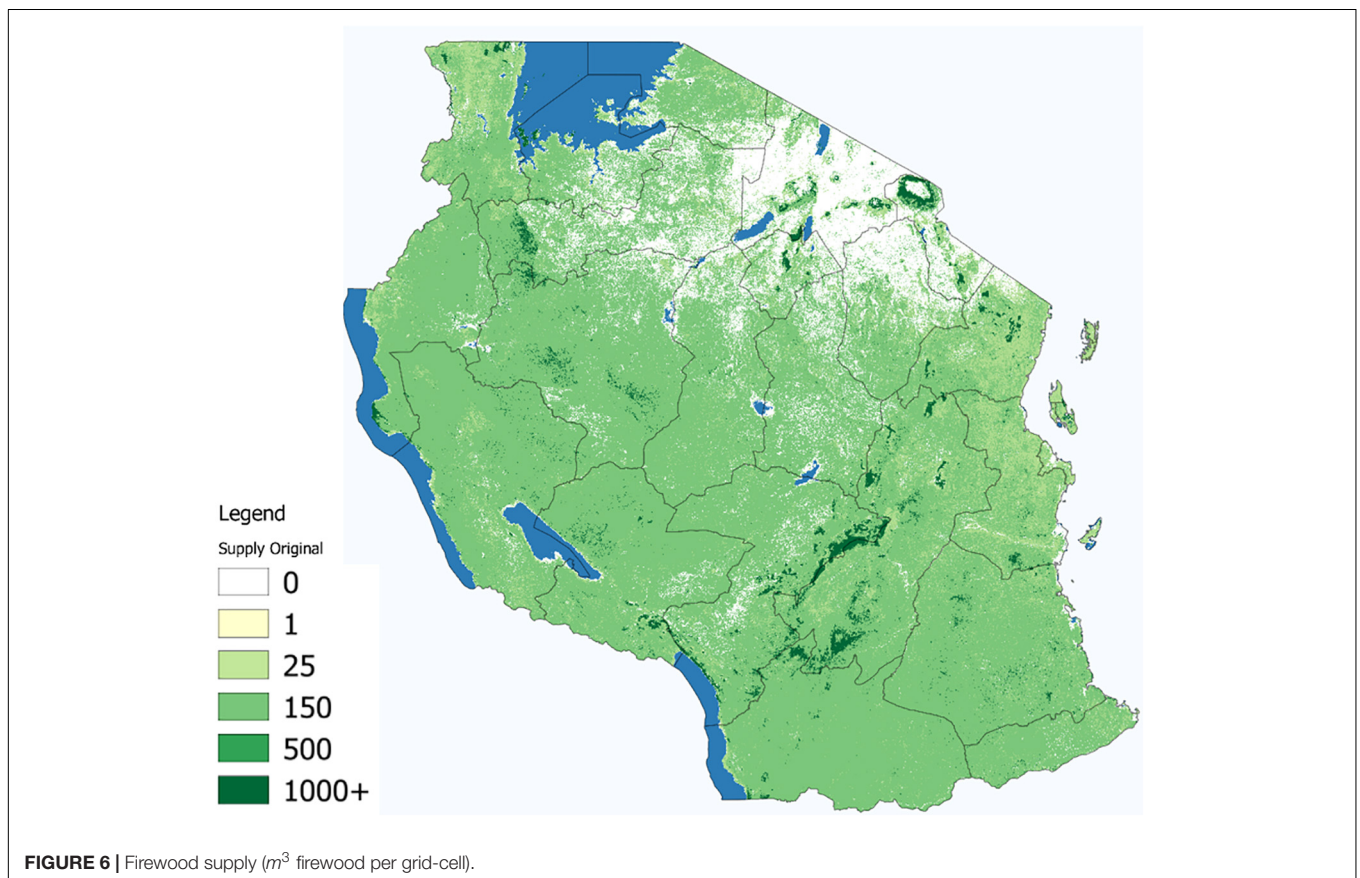 Legend
Supply Original
0
1
25
150
500
1000+
FIGURE 6 | Firewood supply (m³ firewood per grid-cell).